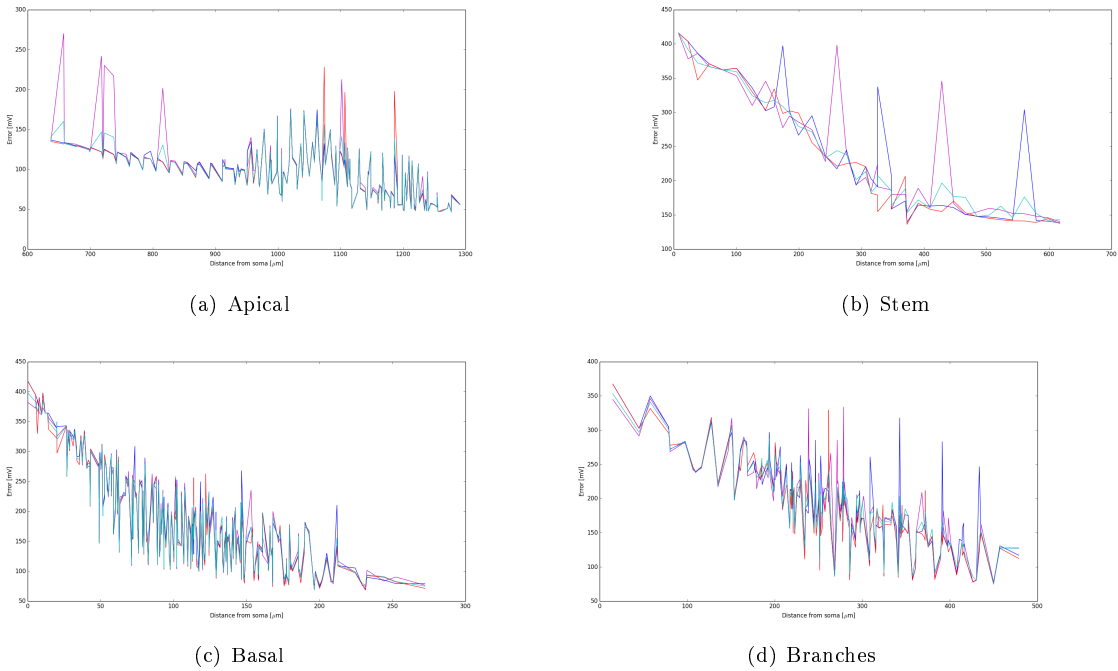 300
250
200
150
100
50
0
Error [mV]
600 700 800 900 1000 1100 1200 1300
Distance from soma [μm]
(a) Apical
450
400
350
300
250
200
150
100
Error [mV]
0 100 200 300 400 500 600 700
Distance from soma [μm]
(b) Stem
450
400
350
300
250
200
150
100
50
Error [mV]
0 50 100 150 200 250 300
Distance from soma [μm]
(c) Basal
400
350
300
250
200
150
100
50
Error [mV]
0 100 200 300 400 500
Distance from soma [μm]
(d) Branches